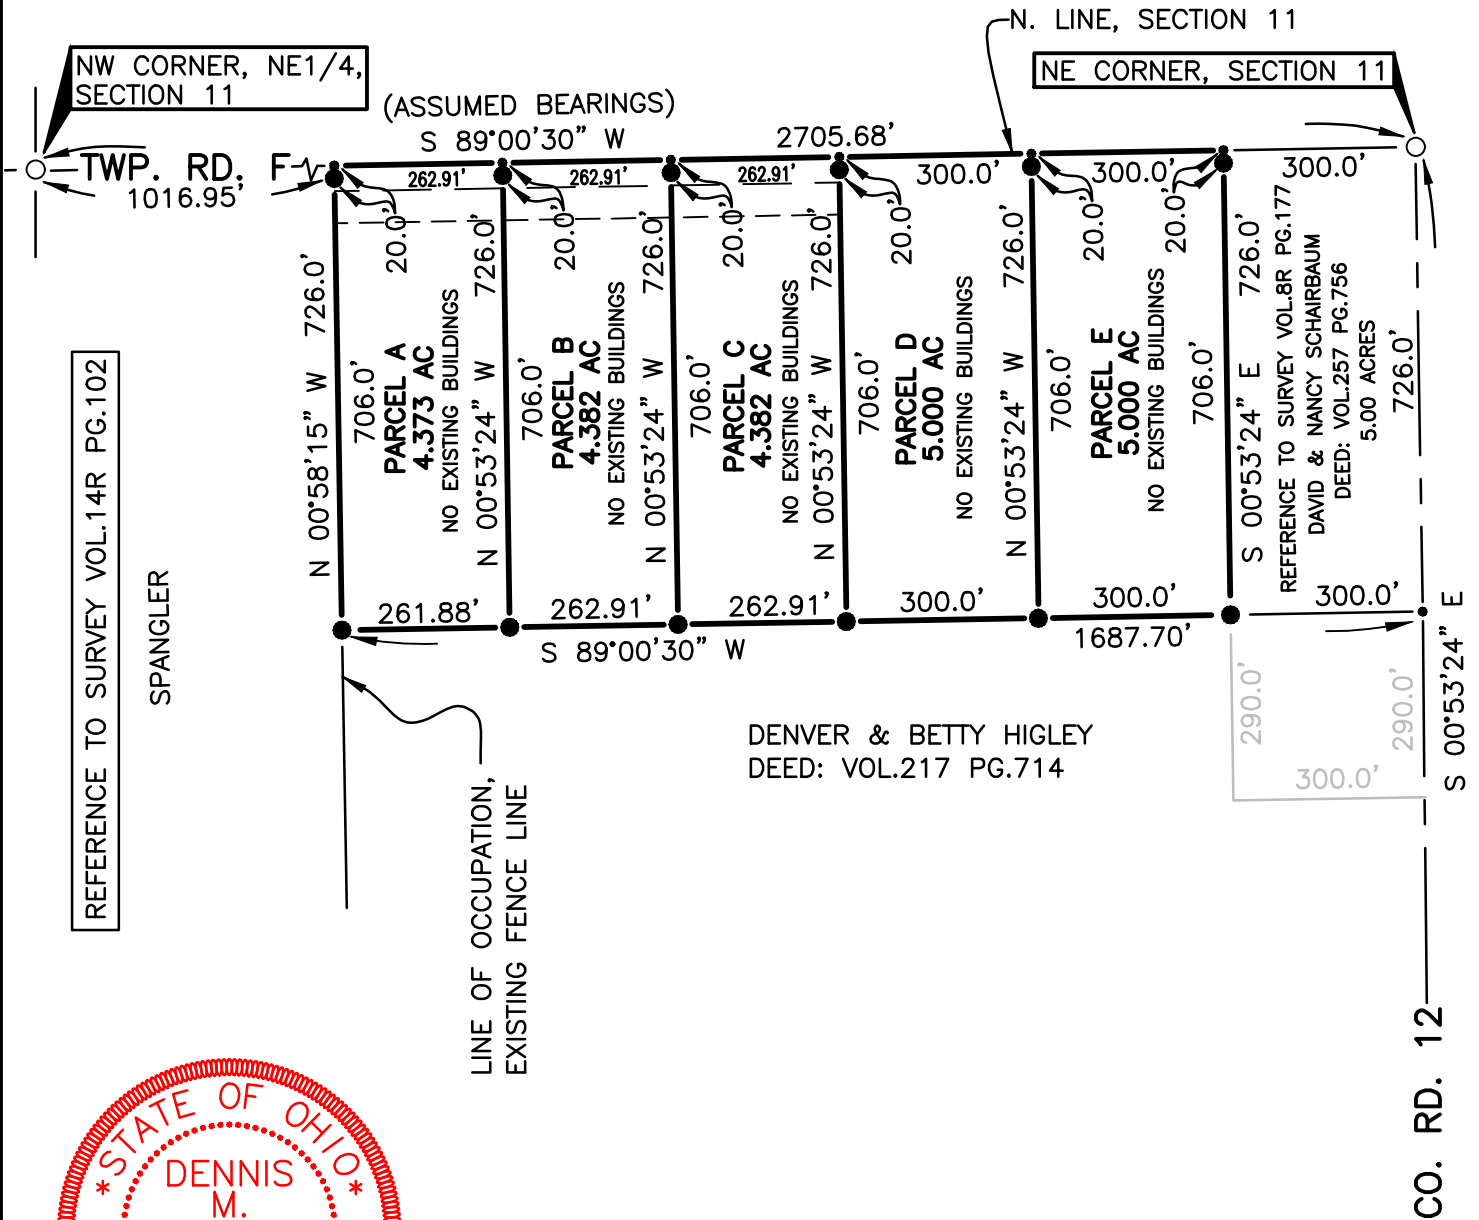 N. LINE, SECTION 11
NW CORNER, NE1/4,
SECTION 11
NE CORNER, SECTION 11
(ASSUMED BEARINGS)
S 89°00'30" W
2705.68'
TWP. RD. F
1016.95'
262.91'
262.91'
262.91'
300.0'
300.0'
300.0'
20.0'
20.0'
20.0'
20.0'
20.0'
20.0'
REFERENCE TO SURVEY VOL.14R PG.102
SPANGLER
N 00°58'15" W 726.0'
706.0'
PARCEL A
4.373 AC
NO EXISTING BUILDINGS
N 00°53'24" W 726.0'
706.0'
PARCEL B
4.382 AC
NO EXISTING BUILDINGS
N 00°53'24" W 726.0'
706.0'
PARCEL C
4.382 AC
NO EXISTING BUILDINGS
N 00°53'24" W 726.0'
706.0'
PARCEL D
5.000 AC
NO EXISTING BUILDINGS
N 00°53'24" W 726.0'
706.0'
PARCEL E
5.000 AC
NO EXISTING BUILDINGS
706.0'
S 00°53'24" E 726.0'
REFERENCE TO SURVEY VOL.8R PG.177
DAVID & NANCY SCHAIRBAUM
DEED: VOL.257 PG.756
5.00 ACRES
726.0'
261.88'
262.91'
262.91'
300.0'
300.0'
300.0'
S 89°00'30" W
1687.70'
S 00°53'24" E
290.0'
290.0'
300.0'
DENVER & BETTY HIGLEY
DEED: VOL.217 PG.714
LINE OF OCCUPATION,
EXISTING FENCE LINE
CO. RD. 12
*STATE OF OHIO*
DENNIS
M.